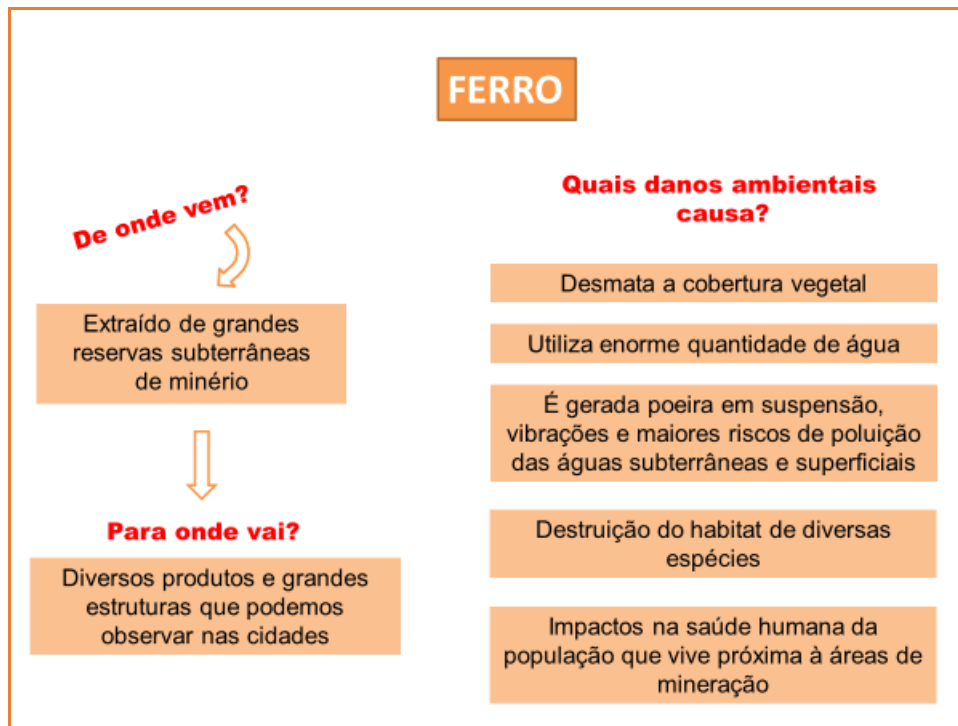 FERRO
De onde vem?
Extraído de grandes
reservas subterrâneas
de minério
Para onde vai?
Diversos produtos e grandes
estruturas que podemos
observar nas cidades
Quais danos ambientais
causa?
Desmata a cobertura vegetal
Utiliza enorme quantidade de água
É gerada poeira em suspensão,
vibrações e maiores riscos de poluição
das águas subterrâneas e superficiais
Destruição do habitat de diversas
espécies
Impactos na saúde humana da
população que vive próxima à áreas de
mineração